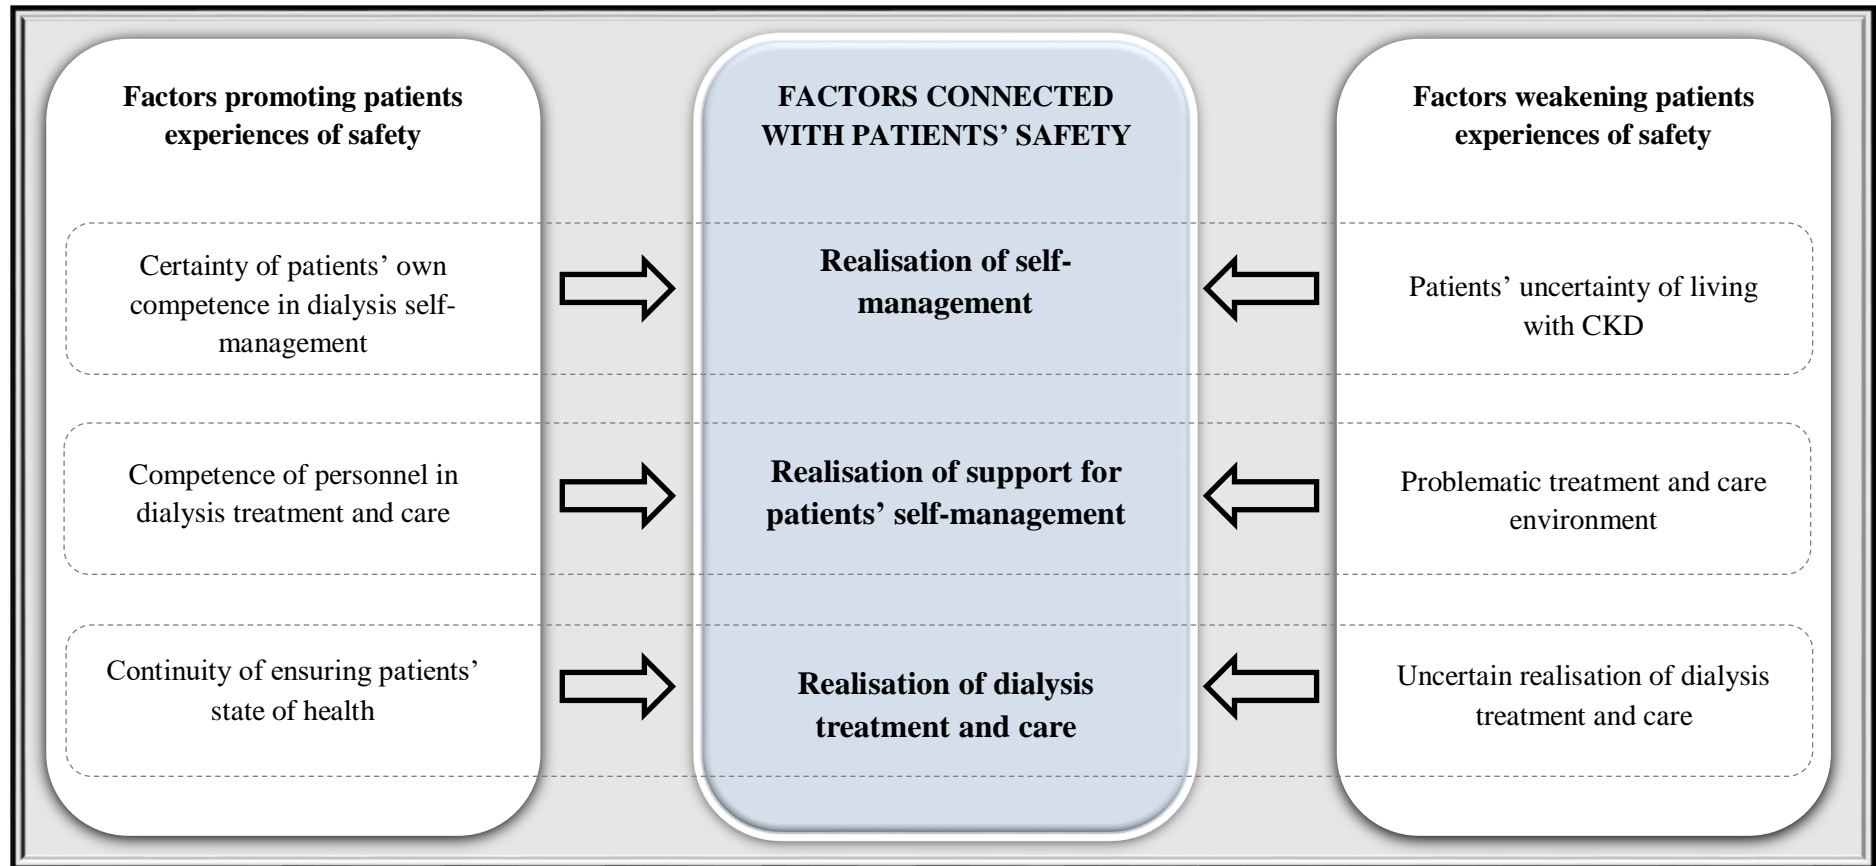 Factors promoting patients
experiences of safety
FACTORS CONNECTED
WITH PATIENTS’ SAFETY
Factors weakening patients
experiences of safety
Certainty of patients’ own
competence in dialysis self-
management
Realisation of self-
management
Patients’ uncertainty of living
with CKD
Competence of personnel in
dialysis treatment and care
Realisation of support for
patients’ self-management
Problematic treatment and care
environment
Continuity of ensuring patients’
state of health
Realisation of dialysis
treatment and care
Uncertain realisation of dialysis
treatment and care